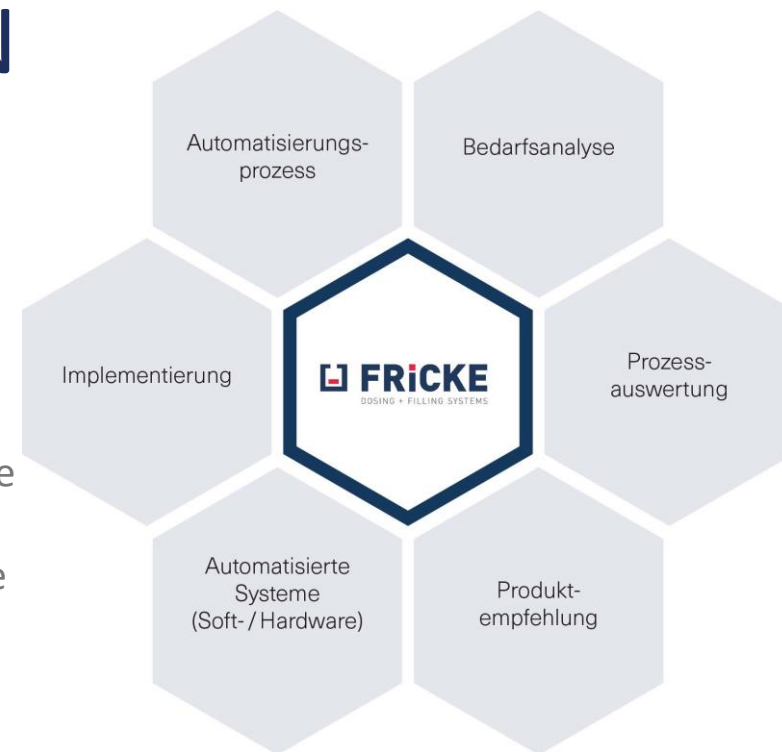 Automatisierungs-
prozess
Bedarfsanalyse
Implementierung
FRiCKE
DOSING + FILLING SYSTEMS
Prozess-
auswertung
Automatisierte
Systeme
(Soft- / Hardware)
Produkt-
empfehlung
e
e